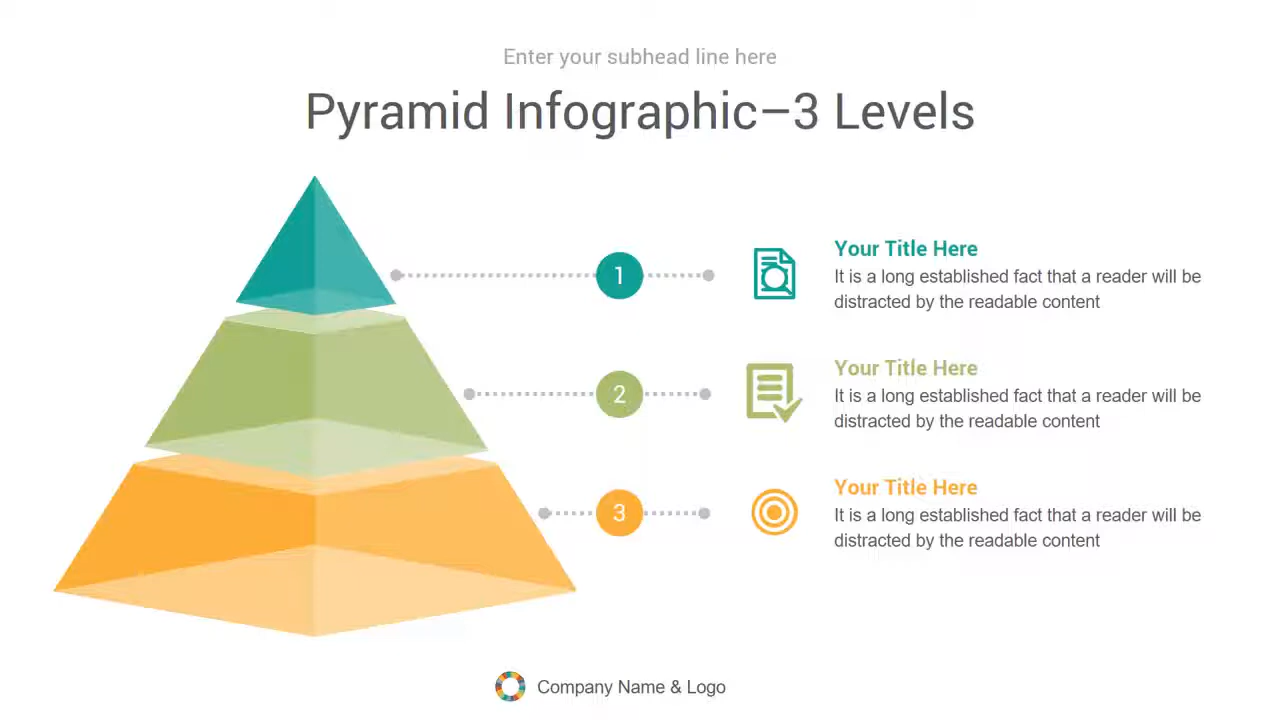 Enter your subhead line here
Pyramid Infographic–3 Levels
1
Your Title Here
It is a long established fact that a reader will be
distracted by the readable content
2
Your Title Here
It is a long established fact that a reader will be
distracted by the readable content
3
Your Title Here
It is a long established fact that a reader will be
distracted by the readable content
Company Name & Logo